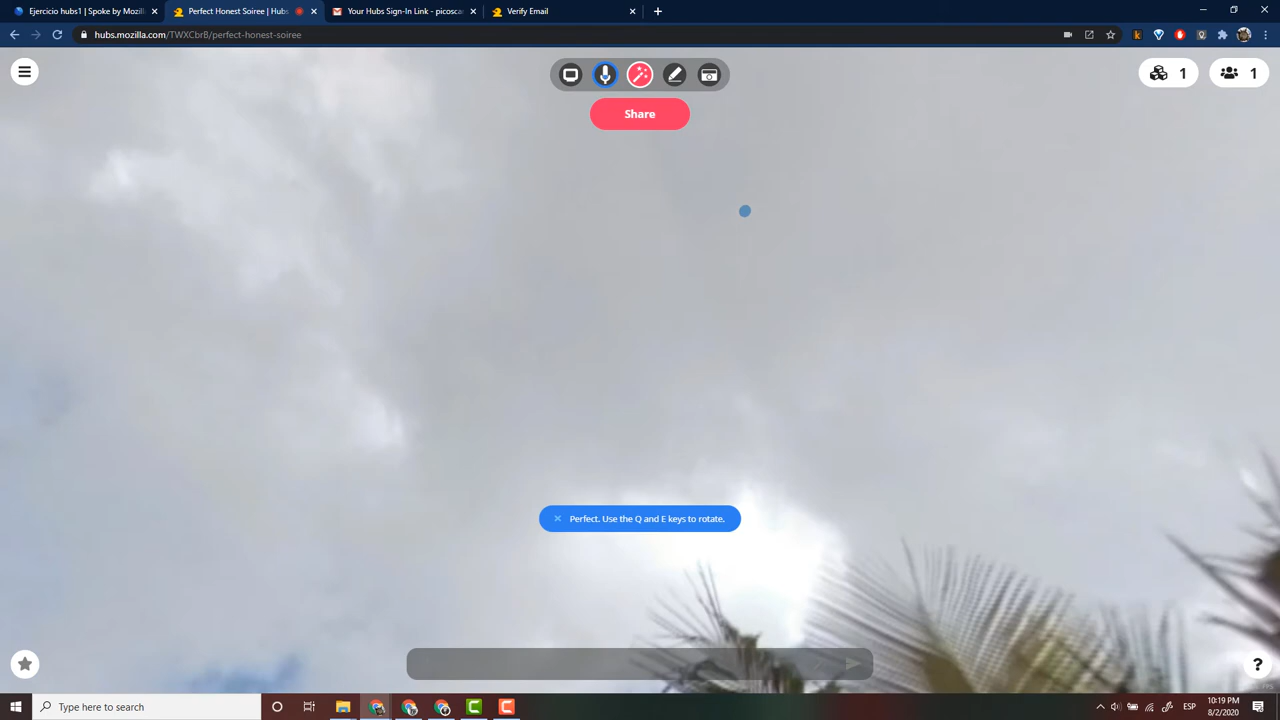 Ejercicio hubs1 | Spoke by Mozill
Perfect Honest Soiree | Hubs
Your Hubs Sign-In Link - picoscar
Verify Email
hubs.mozilla.com/TWXCbrB/perfect-honest-soiree
1
1
Share
Perfect. Use the Q and E keys to rotate.
?
Type here to search
ESP
10:19 PM
8/2/2020